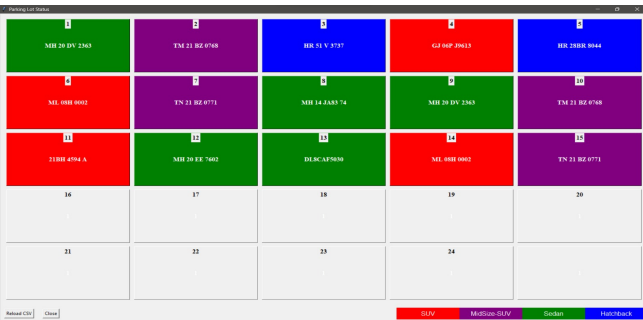 Parking Lot Status
1 2 3 4 5
MH 20 DV 2363 TM 21 BZ 0768 HR 51 V 3737 GJ 06P J9613 HR 28BR 8044
6 7 8 9 10
ML 08H 0002 TN 21 BZ 0771 MH 14 JA83 74 MH 20 DV 2363 TM 21 BZ 0768
11 12 13 14 15
21BH 4594 A MH 20 EE 7602 DL8CAF5030 ML 08H 0002 TN 21 BZ 0771
16 17 18 19 20
21 22 23 24
Reload CSV Close SUV MidSize-SUV Sedan Hatchback